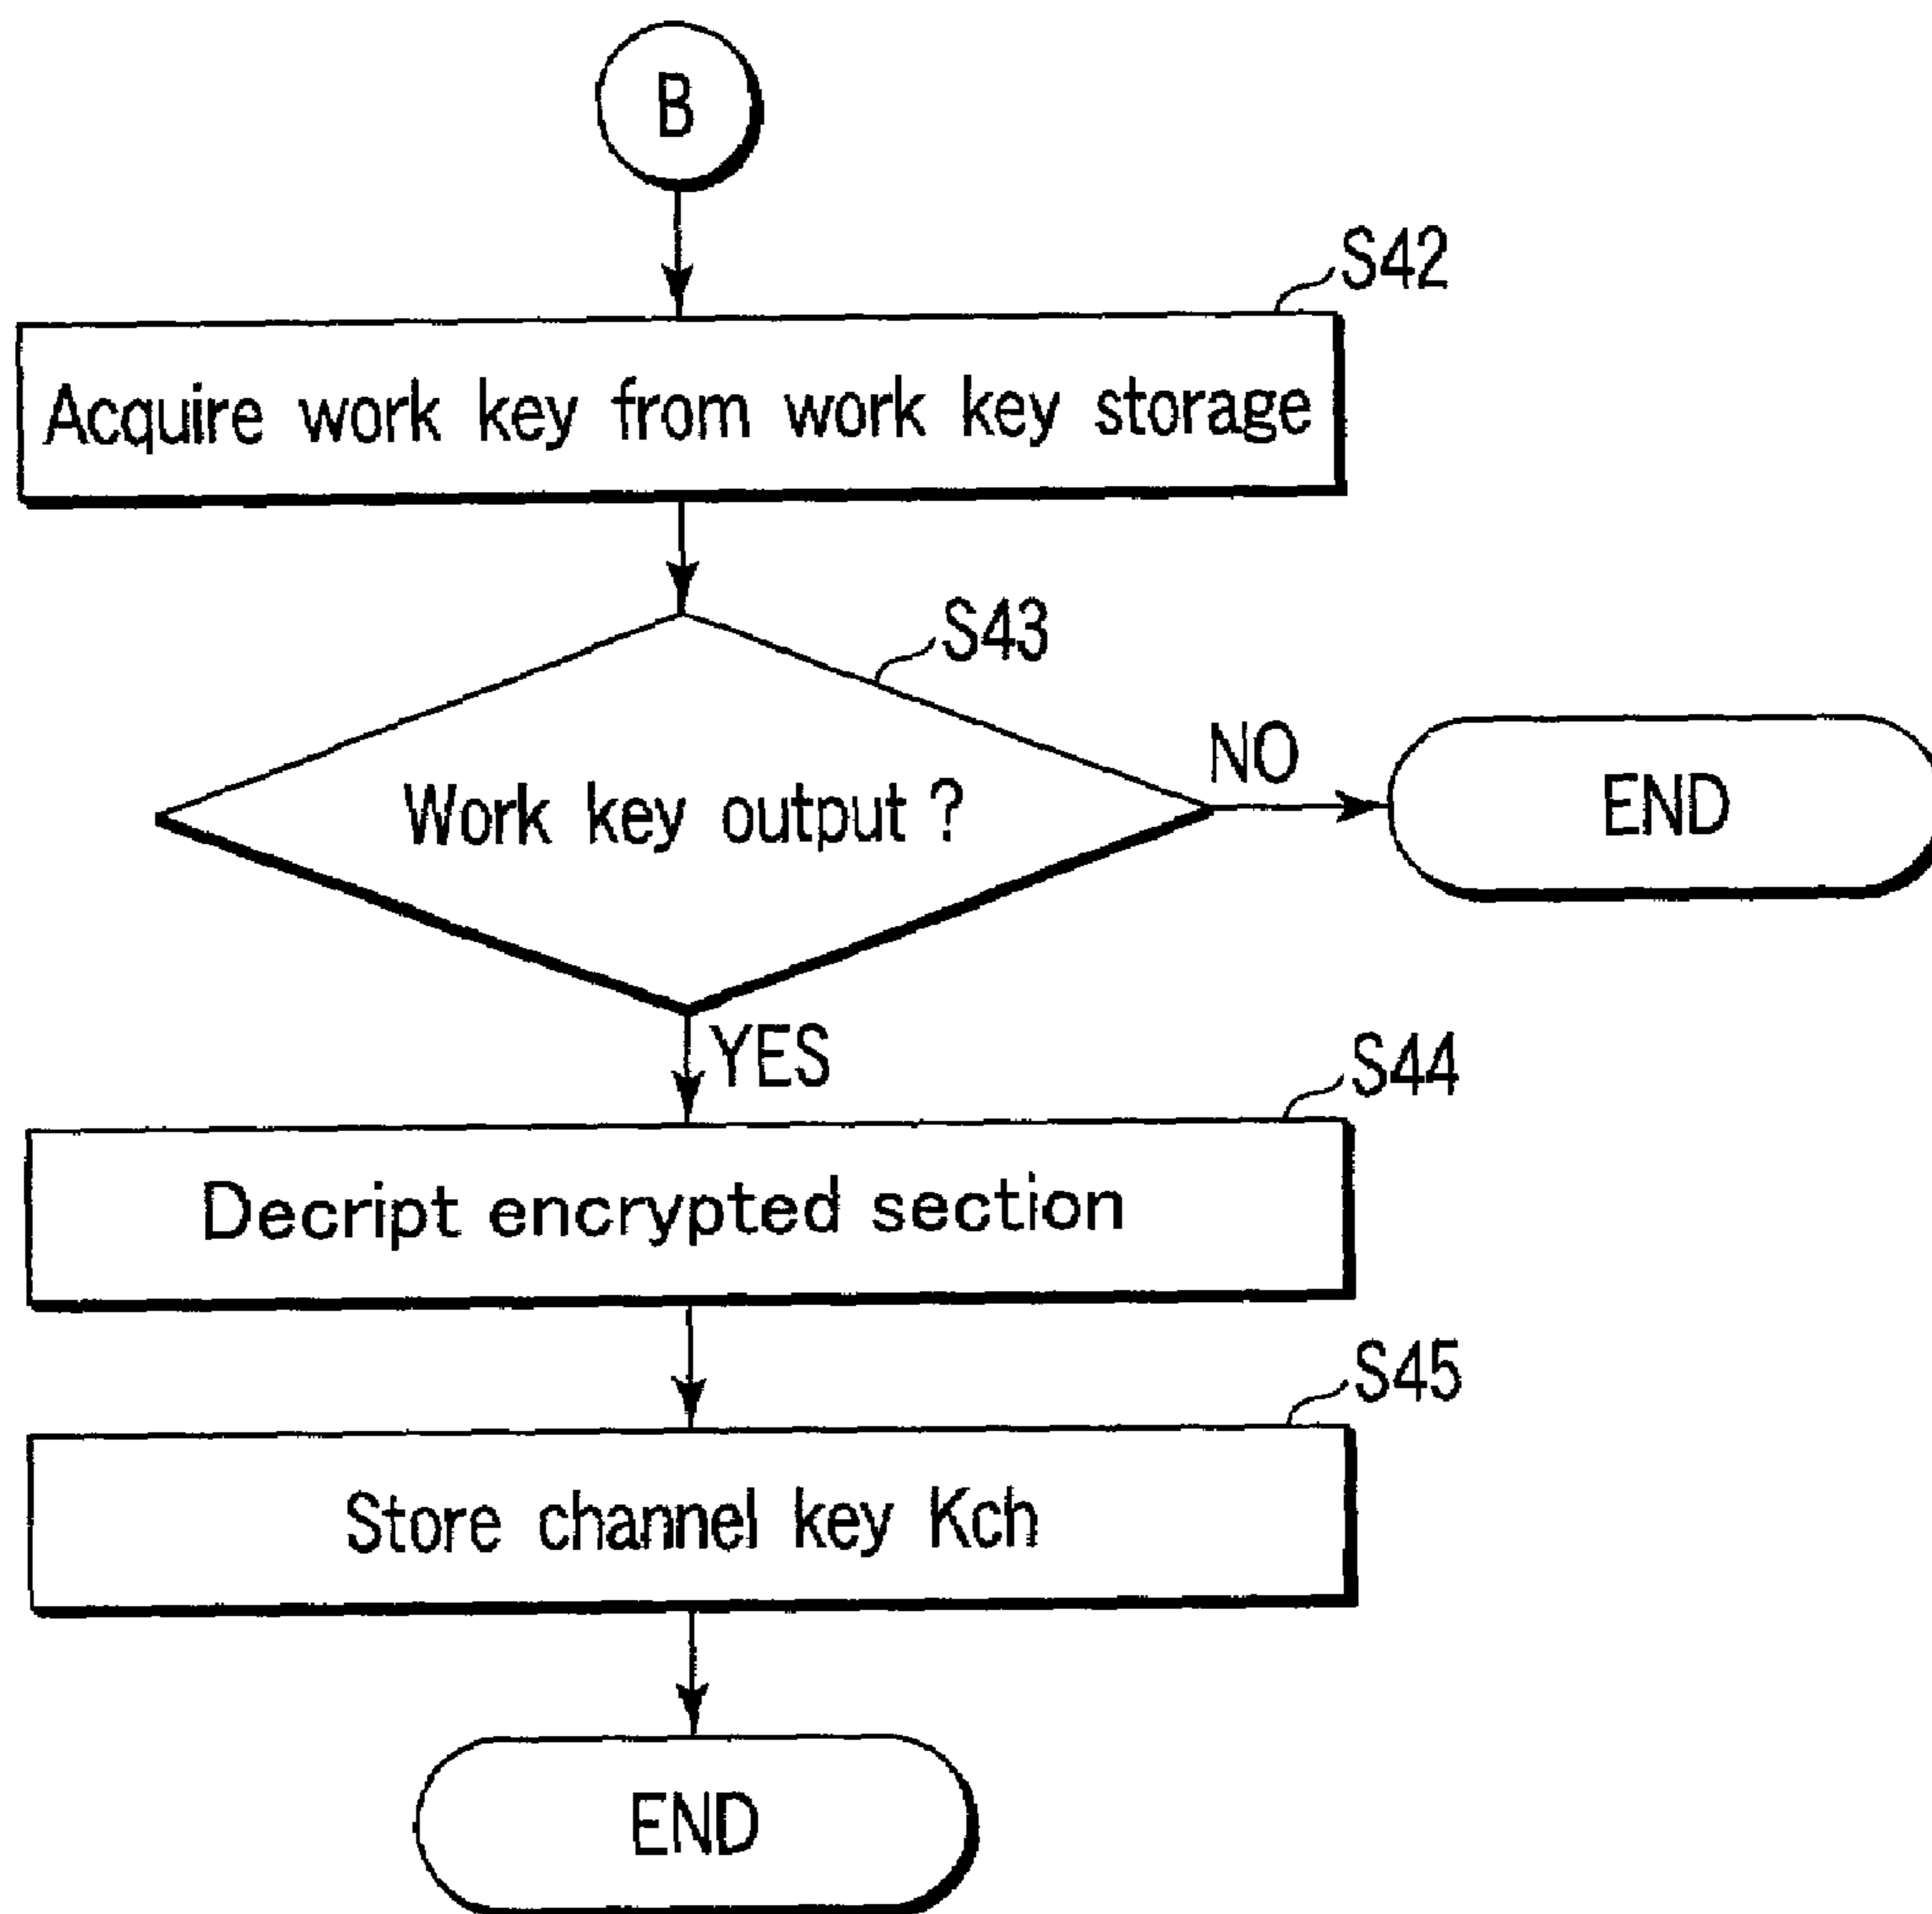 B
S42
Acquire work key from work key storage
S43
Work key output ?
NO
END
YES
S44
Decript encrypted section
S45
Store channel key Kch
END